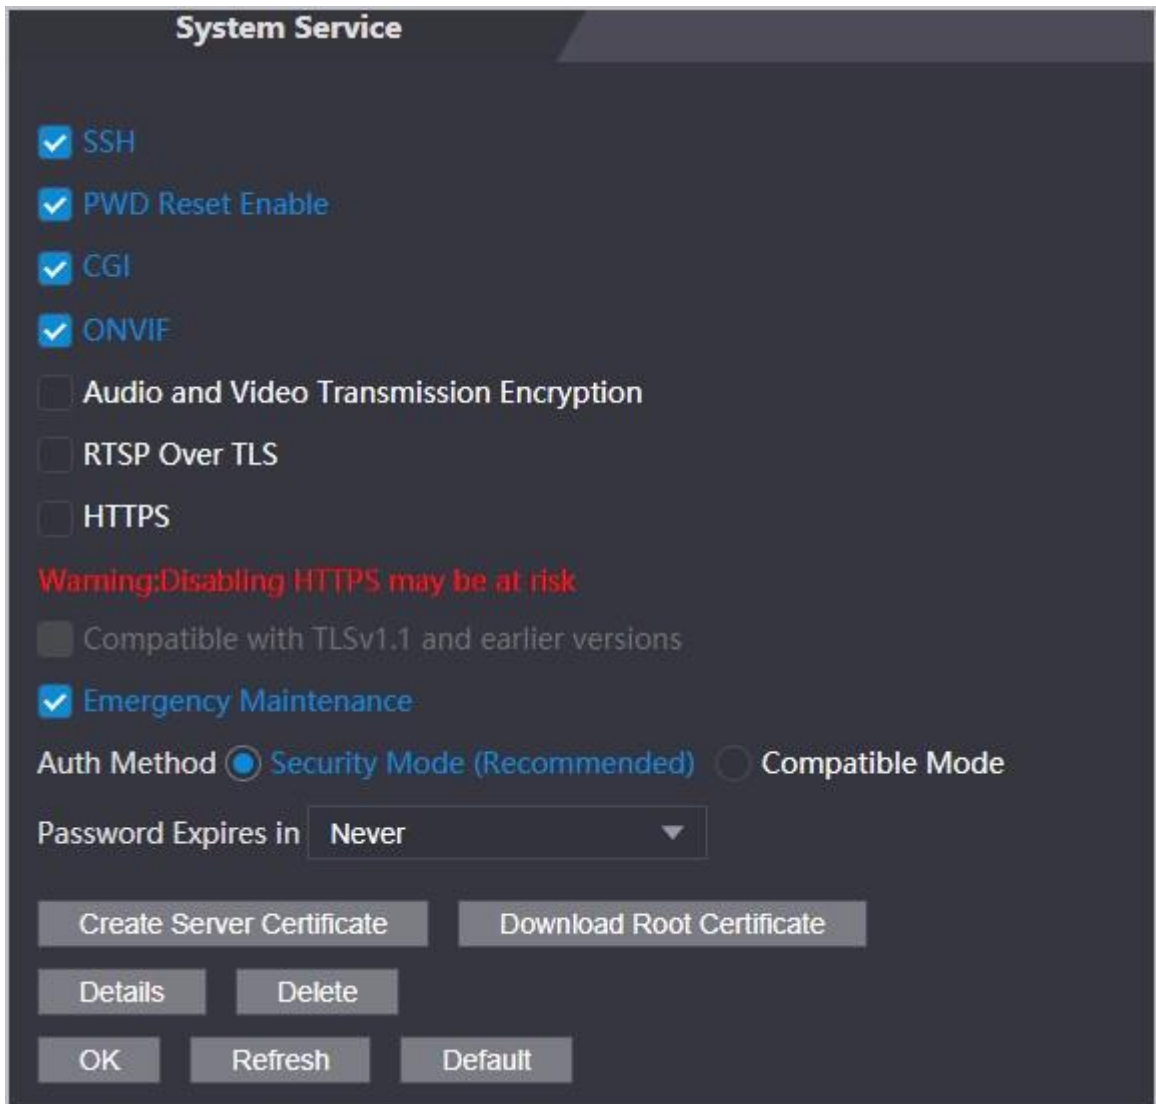 System Service
SSH
PWD Reset Enable
CGI
ONVIF
Audio and Video Transmission Encryption
RTSP Over TLS
HTTPS
Warning:Disabling HTTPS may be at risk
Compatible with TLSv1.1 and earlier versions
Emergency Maintenance
Auth Method Security Mode (Recommended) Compatible Mode
Password Expires in Never
Create Server Certificate Download Root Certificate
Details Delete
OK Refresh Default